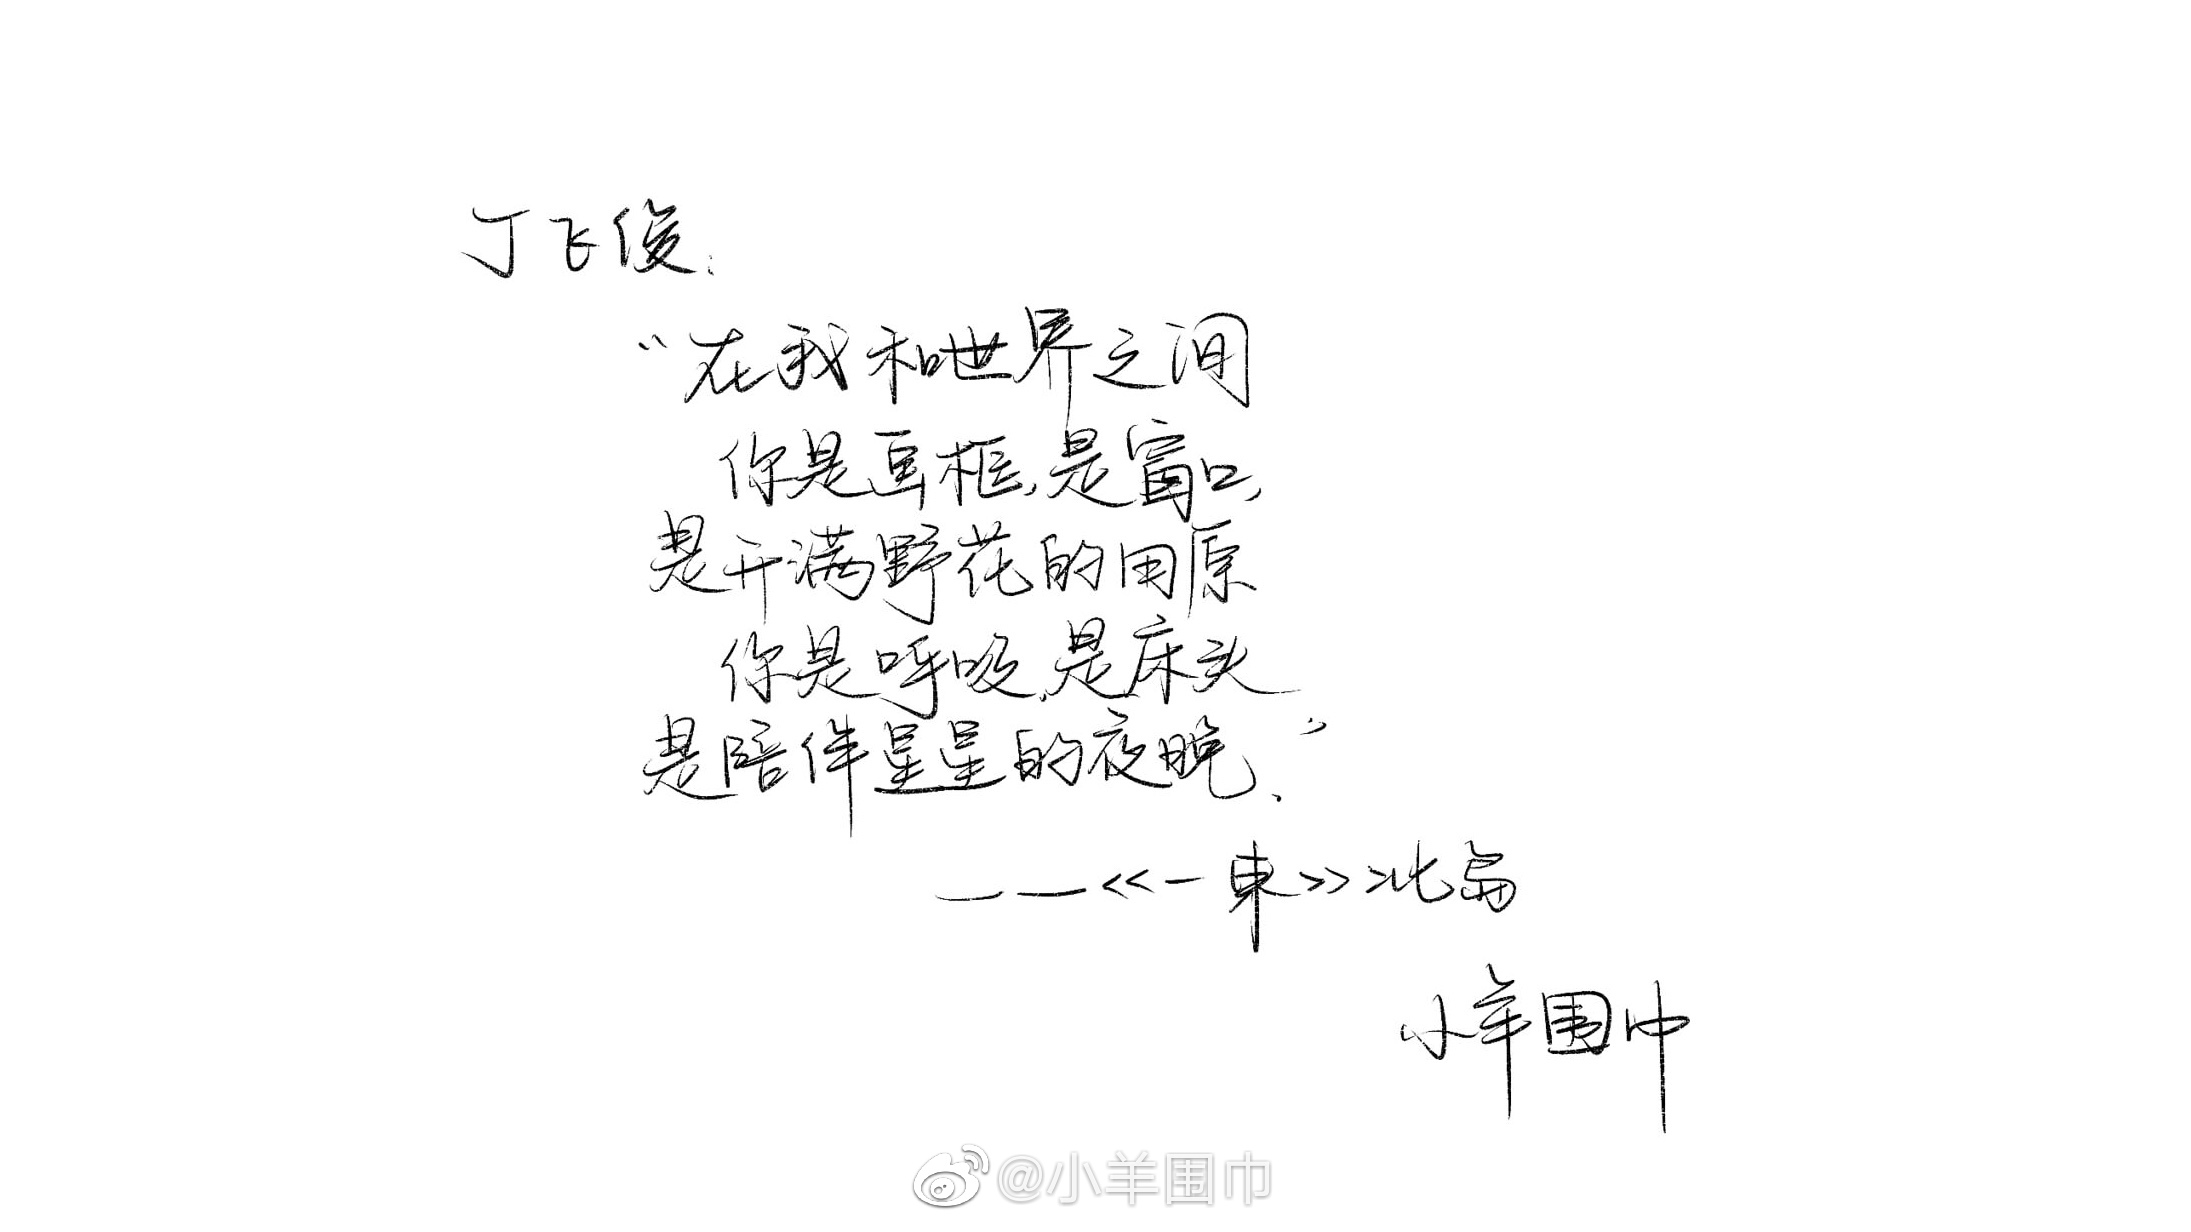 丁飞俊:
“在我和世界之间
你是画框,是窗口,
是开满野花的田原
你是呼吸,是床头
是陪伴星星的夜晚.”
——<<一束>>北岛
小羊围巾
@小羊围巾